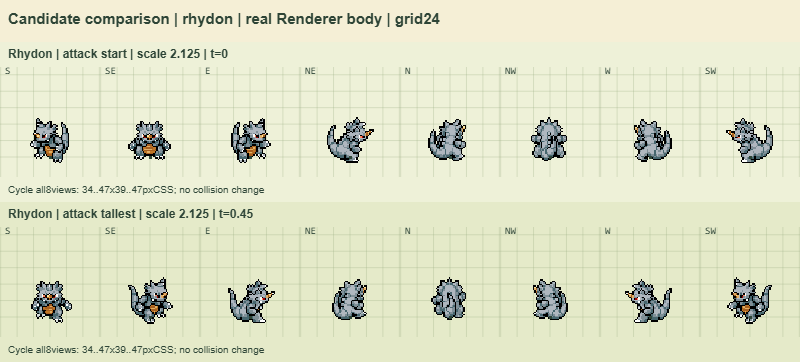 Candidate comparison | rhydon | real Renderer body | grid24
Rhydon | attack start | scale 2.125 | t=0
S SE E NE N NW W SW
Cycle all8views: 34..47x39..47pxCSS; no collision change
Rhydon | attack tallest | scale 2.125 | t=0.45
S SE E NE N NW W SW
Cycle all8views: 34..47x39..47pxCSS; no collision change